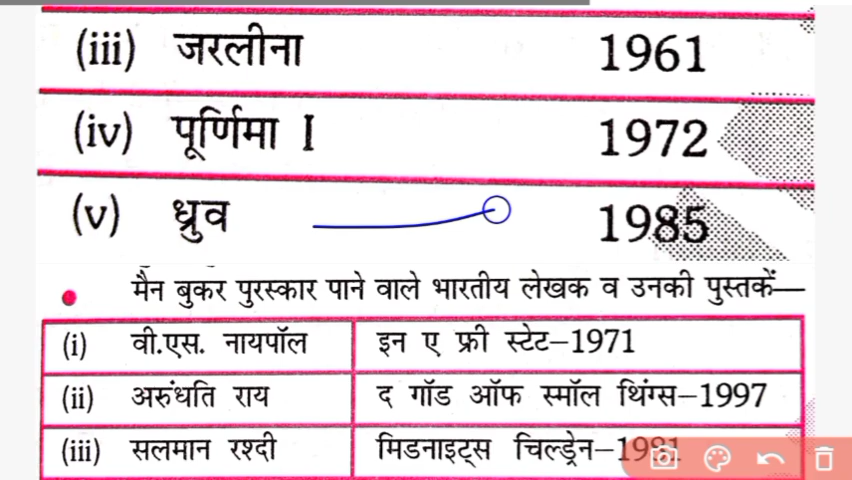 (iii) जरलीना 1961
(iv) पूर्णिमा I 1972
(v) ध्रुव 1985
• मैन बुकर पुरस्कार पाने वाले भारतीय लेखक व उनकी पुस्तकें—
(i) वी.एस. नायपॉल इन ए फ्री स्टेट–1971
(ii) अरुंधति राय द गॉड ऑफ स्मॉल थिंग्स–1997
(iii) सलमान रश्दी मिडनाइट्स चिल्ड्रेन–1981